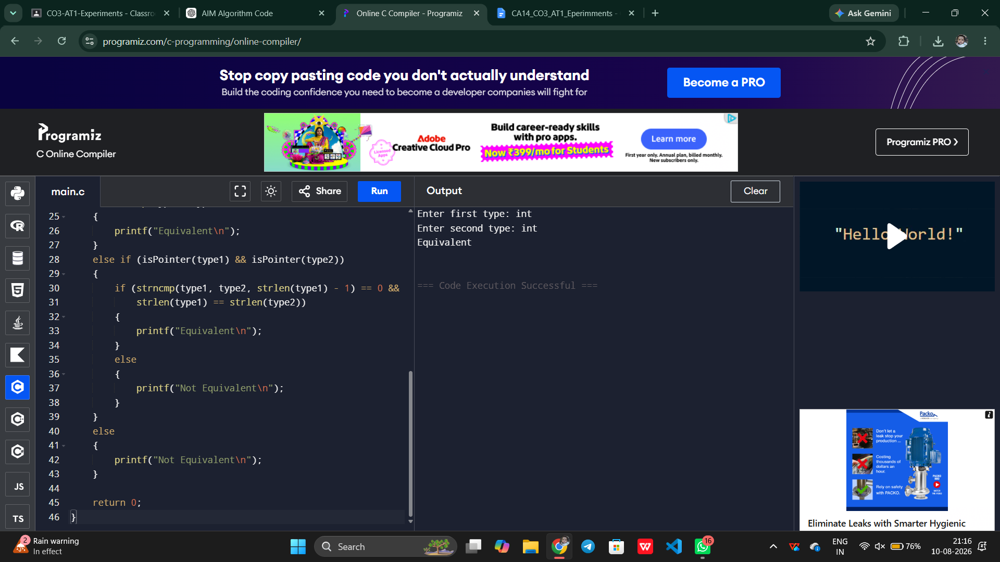 CO3-AT1-Experiments - Classro
AIM Algorithm Code
Online C Compiler - Programiz
CA14_CO3_AT1_Eperimments -
Ask Gemini
programiz.com/c-programming/online-compiler/
Stop copy pasting code you don't actually understand
Build the coding confidence you need to become a developer companies will fight for
Become a PRO
Programiz
C Online Compiler
Licensed Apps
Adobe
Creative Cloud Pro
Build career-ready skills
with pro apps.
Now ₹399/mo for Students
Learn more
First year only. Annual plan, billed monthly.
New subscribers only.
Programiz PRO
main.c
Share
Run
Output
Clear
25 {
26 printf("Equivalent\n");
27 }
28 else if (isPointer(type1) && isPointer(type2))
29 {
30 if (strncmp(type1, type2, strlen(type1) - 1) == 0 &&
31 strlen(type1) == strlen(type2))
32 {
33 printf("Equivalent\n");
34 }
35 else
36 {
37 printf("Not Equivalent\n");
38 }
39 }
40 else
41 {
42 printf("Not Equivalent\n");
43 }
44
45 return 0;
46 }
Enter first type: int
Enter second type: int
Equivalent
=== Code Execution Successful ===
"Hello World!"
JS
TS
Packo
Don't let a
leak stop your
production ...
Costing
thousands of
dollars an
hour.
Rely on safety
with PACKO.
Eliminate Leaks with Smarter Hygienic
2
Rain warning
In effect
Search
16
ENG
IN
76%
21:16
10-08-2026